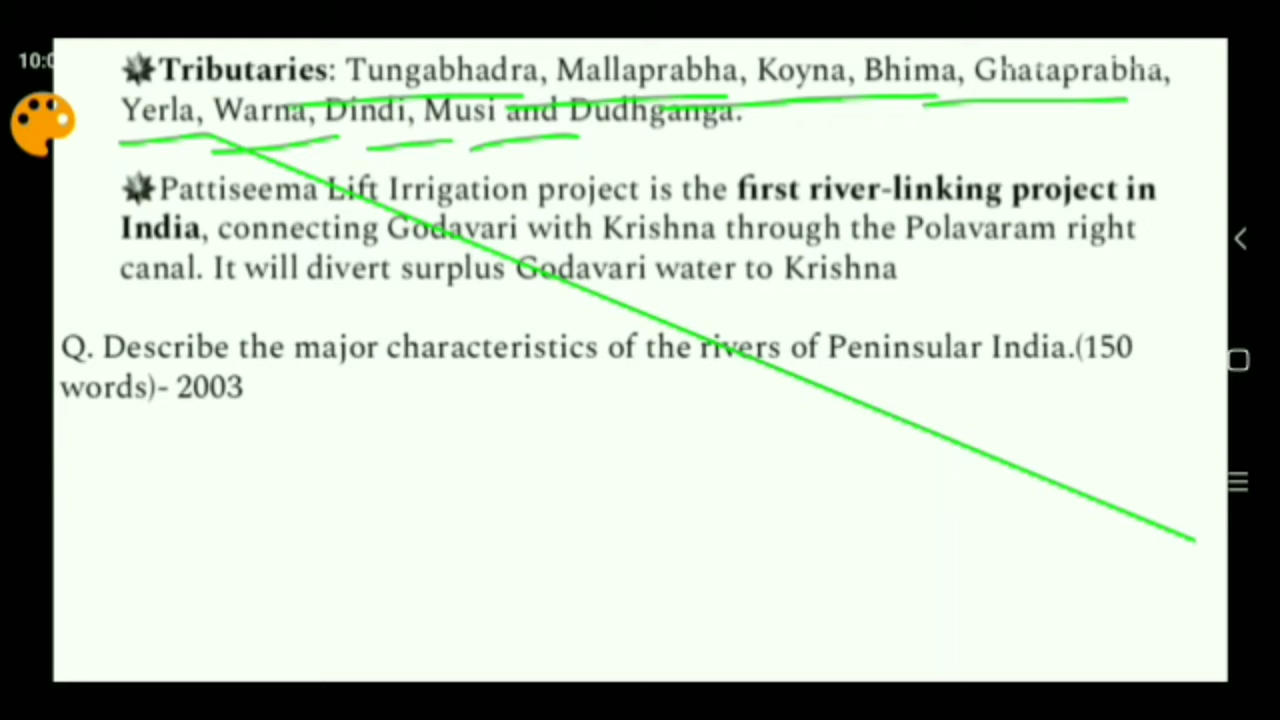 10:0
Tributaries: Tungabhadra, Mallaprabha, Koyna, Bhima, Ghataprabha,
Yerla, Warna, Dindi, Musi and Dudhganga.
Pattiseema Lift Irrigation project is the first river-linking project in
India, connecting Godavari with Krishna through the Polavaram right
canal. It will divert surplus Godavari water to Krishna
Q. Describe the major characteristics of the rivers of Peninsular India.(150
words)- 2003